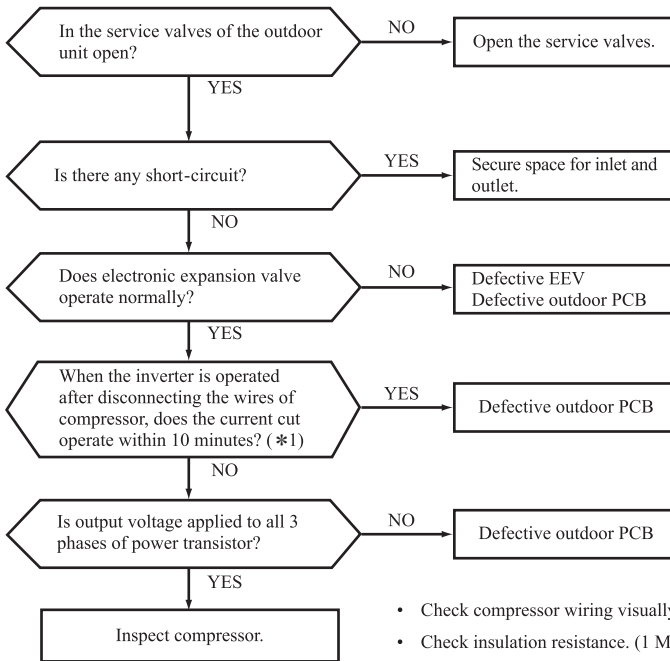 In the service valves of the outdoor
unit open?
NO
Open the service valves.
YES
Is there any short-circuit?
YES
Secure space for inlet and
outlet.
NO
Does electronic expansion valve
operate normally?
NO
Defective EEV
Defective outdoor PCB
YES
When the inverter is operated
after disconnecting the wires of
compressor, does the current cut
operate within 10 minutes? (∗1)
YES
Defective outdoor PCB
NO
Is output voltage applied to all 3
phases of power transistor?
NO
Defective outdoor PCB
YES
Inspect compressor.
• Check compressor wiring visually
• Check insulation resistance. (1 M